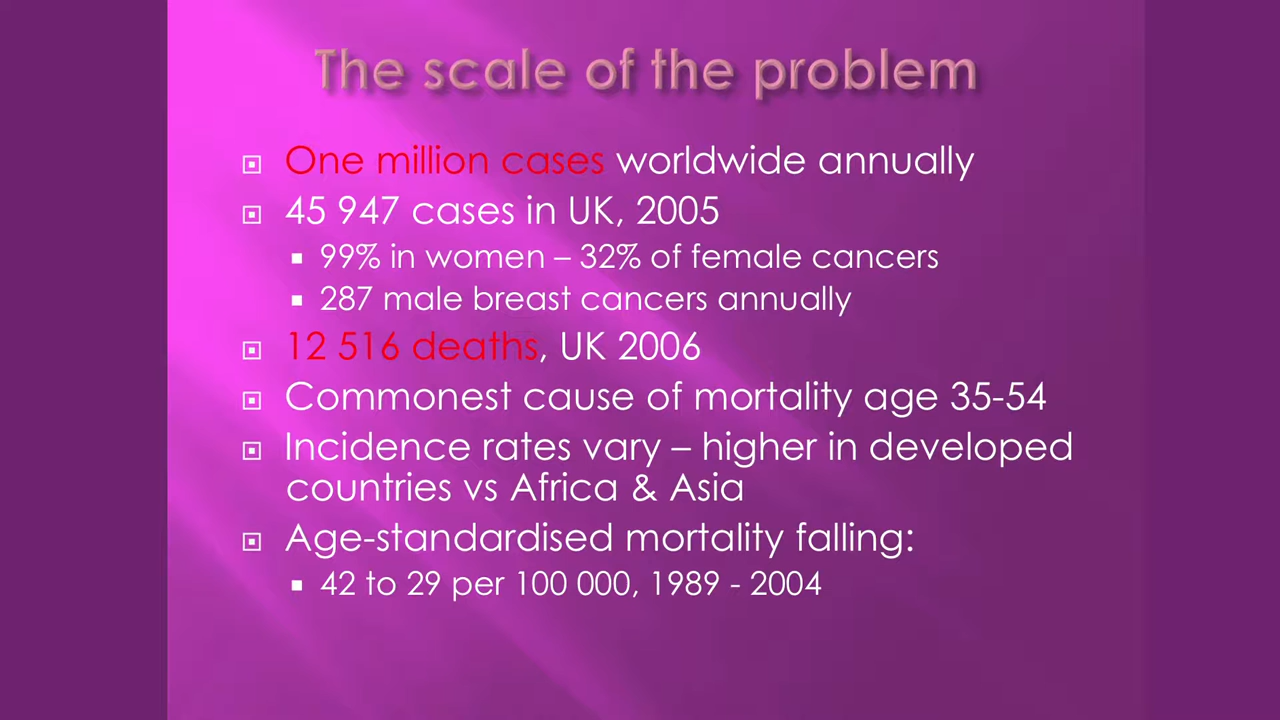 The scale of the problem
One million cases worldwide annually
45 947 cases in UK, 2005
99% in women – 32% of female cancers
287 male breast cancers annually
12 516 deaths, UK 2006
Commonest cause of mortality age 35-54
Incidence rates vary – higher in developed
countries vs Africa & Asia
Age-standardised mortality falling:
42 to 29 per 100 000, 1989 - 2004